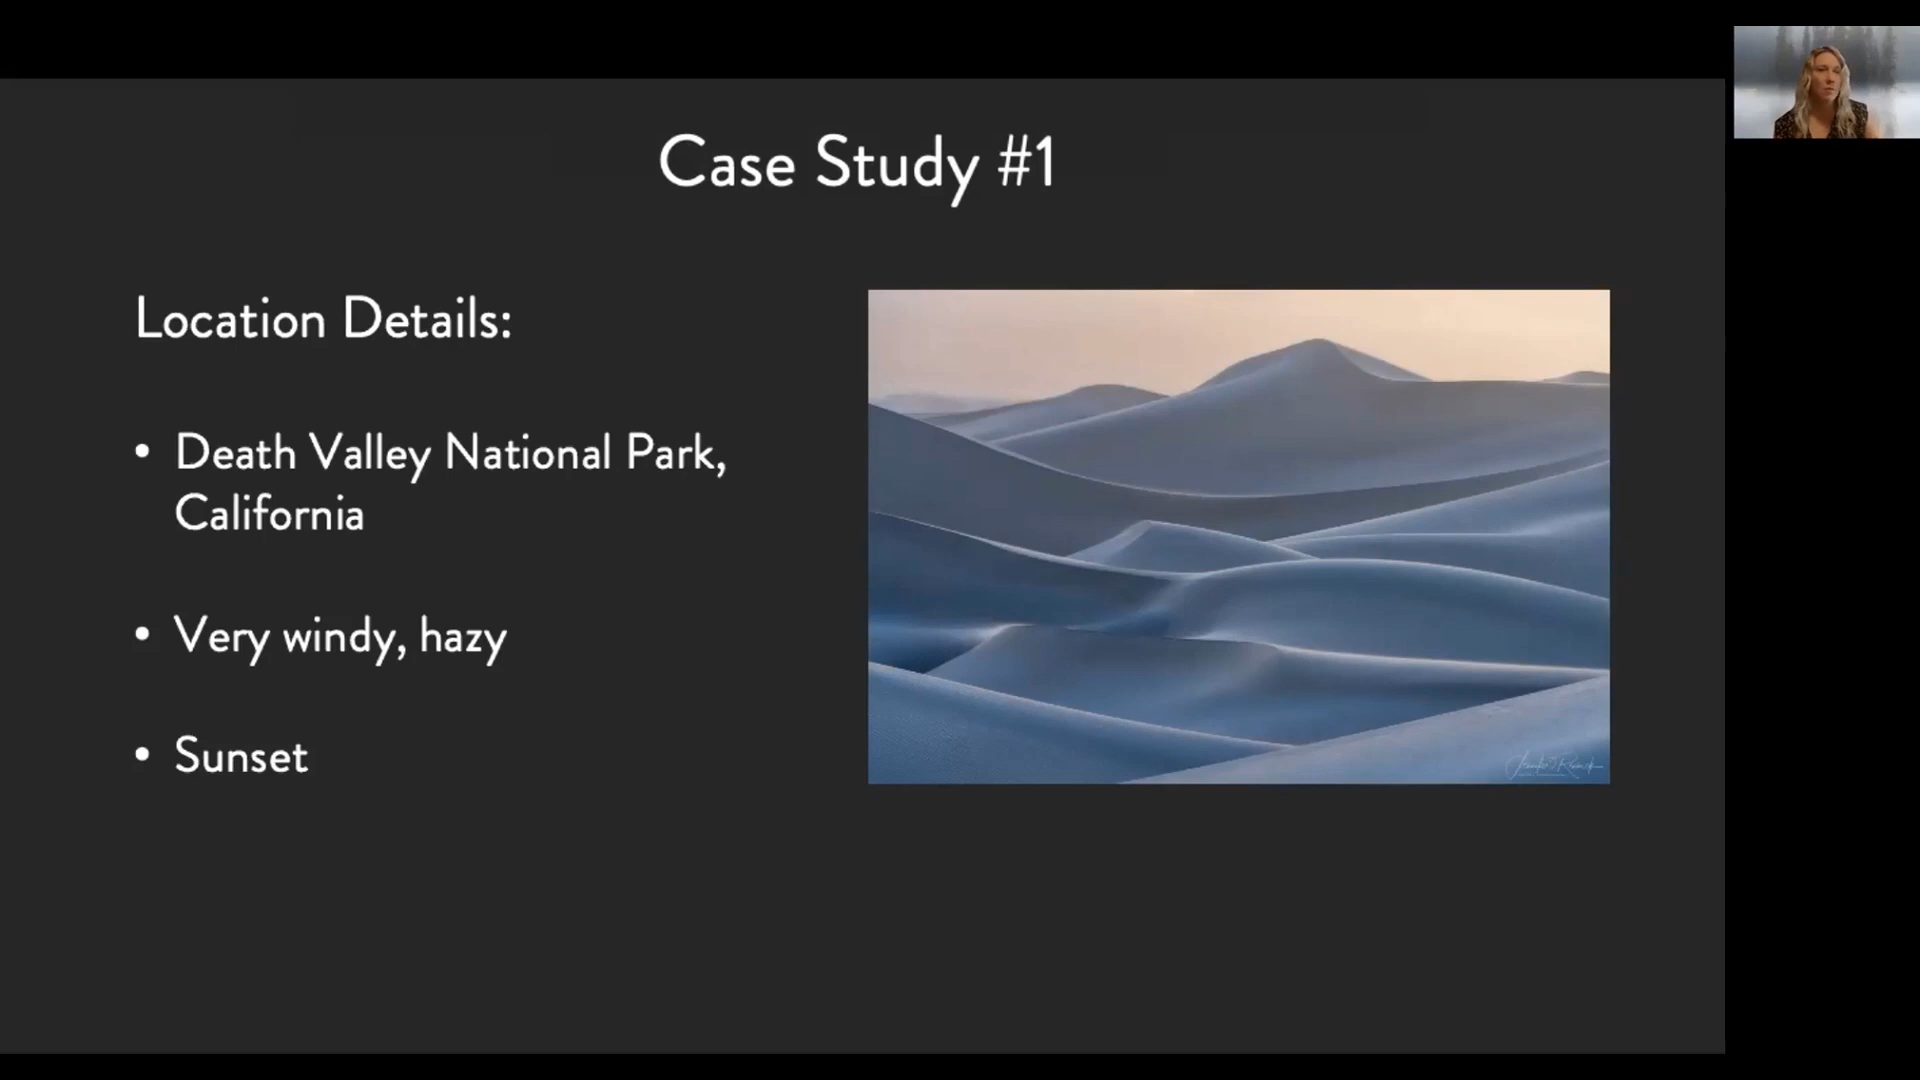 Case Study #1
Location Details:
• Death Valley National Park,
California
• Very windy, hazy
• Sunset